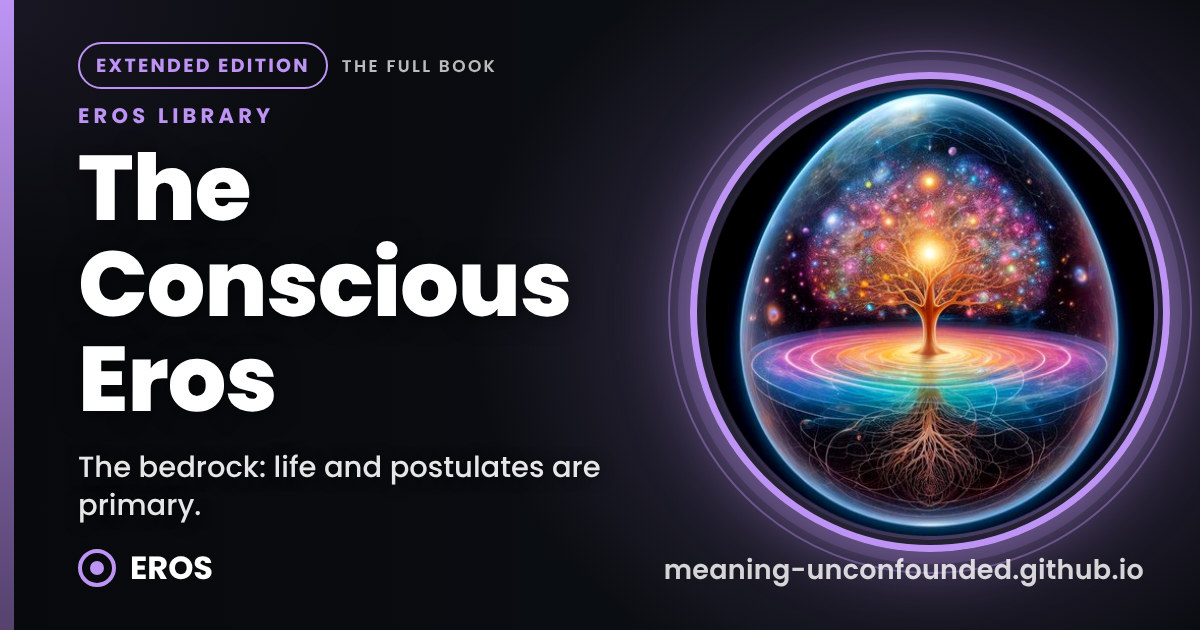 EXTENDED EDITION THE FULL BOOK
EROS LIBRARY
The
Conscious
Eros
The bedrock: life and postulates are
primary.
EROS
meaning-unconfounded.github.io